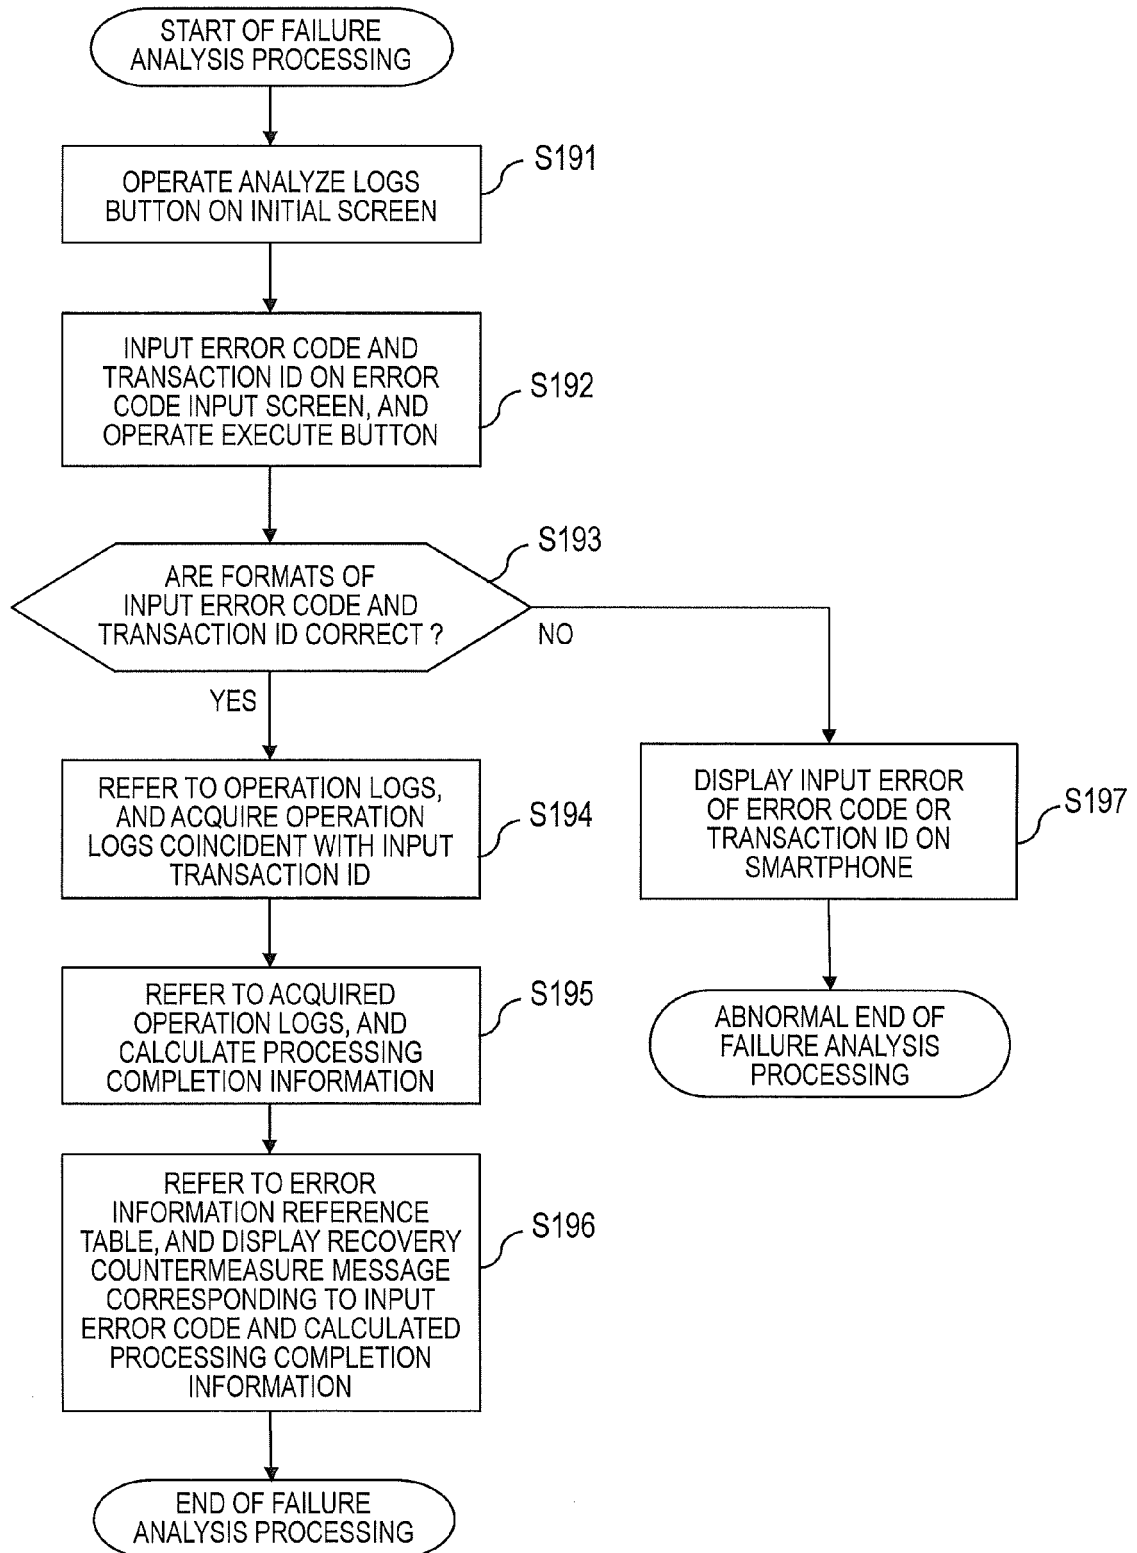 START OF FAILURE
ANALYSIS PROCESSING
S191
OPERATE ANALYZE LOGS
BUTTON ON INITIAL SCREEN
INPUT ERROR CODE AND
TRANSACTION ID ON ERROR
CODE INPUT SCREEN, AND
OPERATE EXECUTE BUTTON
S192
S193
ARE FORMATS OF
INPUT ERROR CODE AND
TRANSACTION ID CORRECT ?
NO
YES
REFER TO OPERATION LOGS,
AND ACQUIRE OPERATION
LOGS COINCIDENT WITH INPUT
TRANSACTION ID
S194
DISPLAY INPUT ERROR
OF ERROR CODE OR
TRANSACTION ID ON
SMARTPHONE
S197
REFER TO ACQUIRED
OPERATION LOGS, AND
CALCULATE PROCESSING
COMPLETION INFORMATION
S195
ABNORMAL END OF
FAILURE ANALYSIS
PROCESSING
REFER TO ERROR
INFORMATION REFERENCE
TABLE, AND DISPLAY RECOVERY
COUNTERMEASURE MESSAGE
CORRESPONDING TO INPUT
ERROR CODE AND CALCULATED
PROCESSING COMPLETION
INFORMATION
S196
END OF FAILURE
ANALYSIS PROCESSING